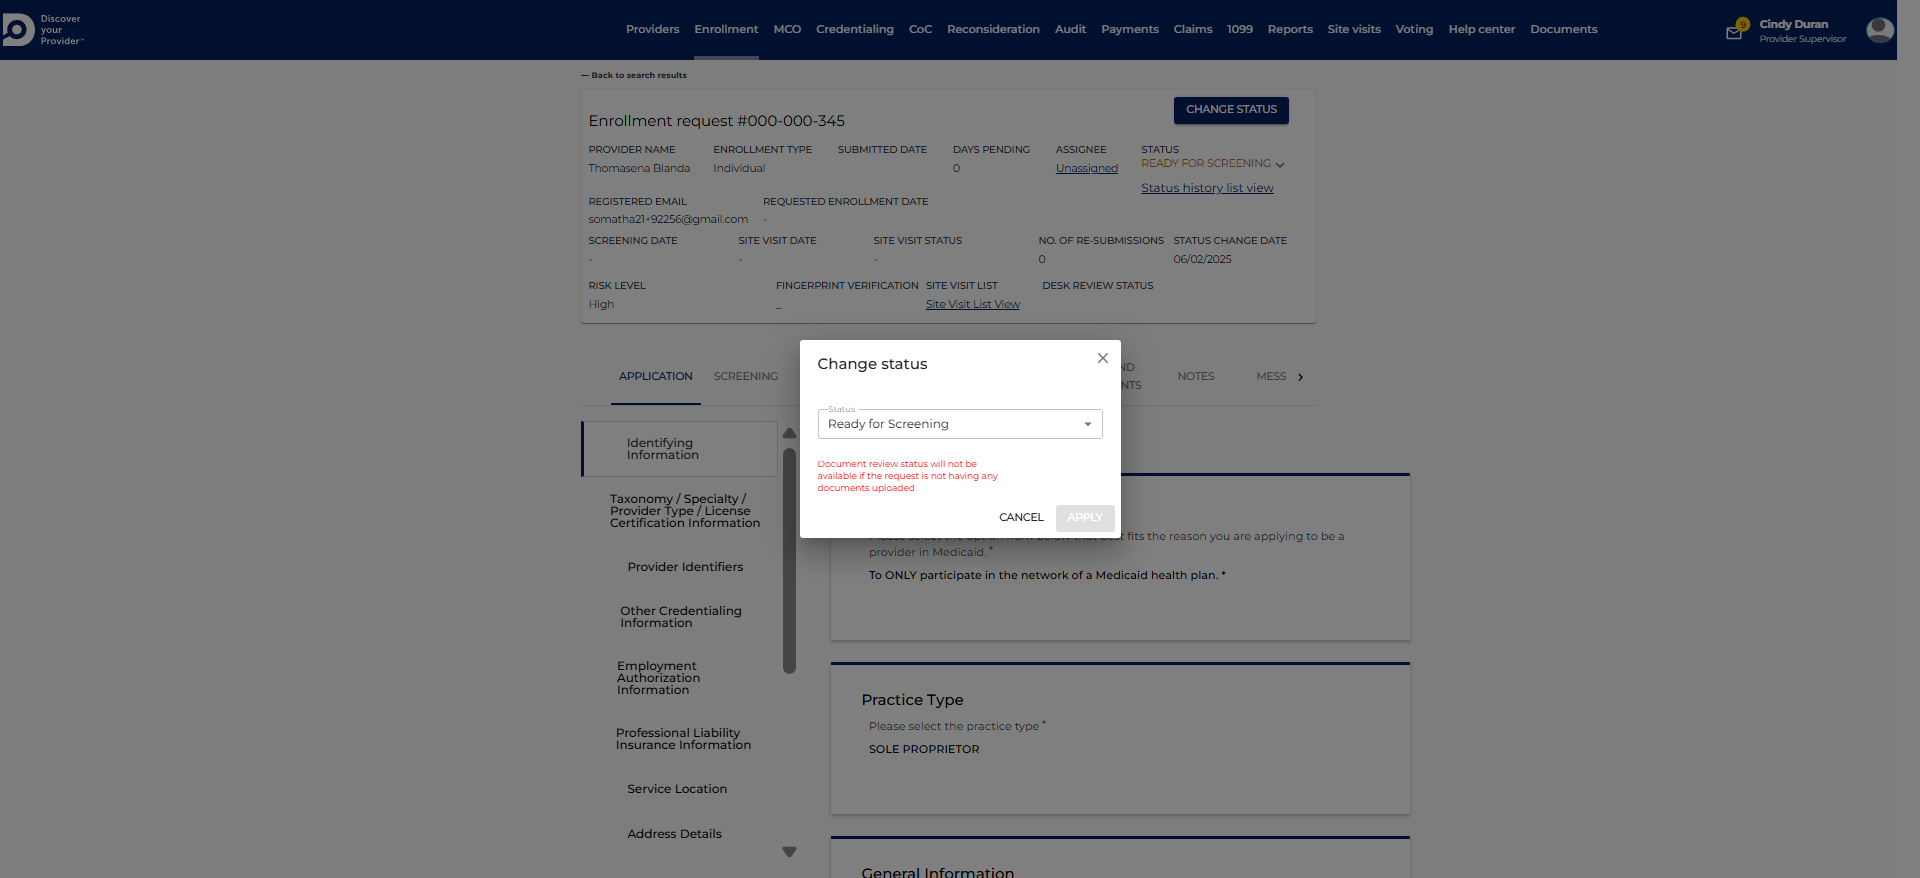 Discover
your
Provider™
Providers Enrollment MCO Credentialing CoC Reconsideration Audit Payments Claims 1099 Reports Site visits Voting Help center Documents
9
Cindy Duran
Provider Supervisor
Back to search results
Enrollment request #000-000-345
CHANGE STATUS
PROVIDER NAME ENROLLMENT TYPE SUBMITTED DATE DAYS PENDING ASSIGNEE STATUS
Thomasena Blanda Individual 0 Unassigned READY FOR SCREENING
Status history list view
REGISTERED EMAIL REQUESTED ENROLLMENT DATE
somatha21+92256@gmail.com -
SCREENING DATE SITE VISIT DATE SITE VISIT STATUS NO. OF RE-SUBMISSIONS STATUS CHANGE DATE
- - - 0 06/02/2025
RISK LEVEL FINGERPRINT VERIFICATION SITE VISIT LIST DESK REVIEW STATUS
High _ Site Visit List View
APPLICATION SCREENING NOTES MESS
Change status
Status
Ready for Screening
Document review status will not be
available if the request is not having any
documents uploaded
CANCEL APPLY
Identifying
Information
Taxonomy / Specialty /
Provider Type / License
Certification Information
Provider Identifiers
Other Credentialing
Information
Employment
Authorization
Information
Professional Liability
Insurance Information
Service Location
Address Details
Please select the option from below that best fits the reason you are applying to be a
provider in Medicaid. *
To ONLY participate in the network of a Medicaid health plan. *
Practice Type
Please select the practice type *
SOLE PROPRIETOR
General Information